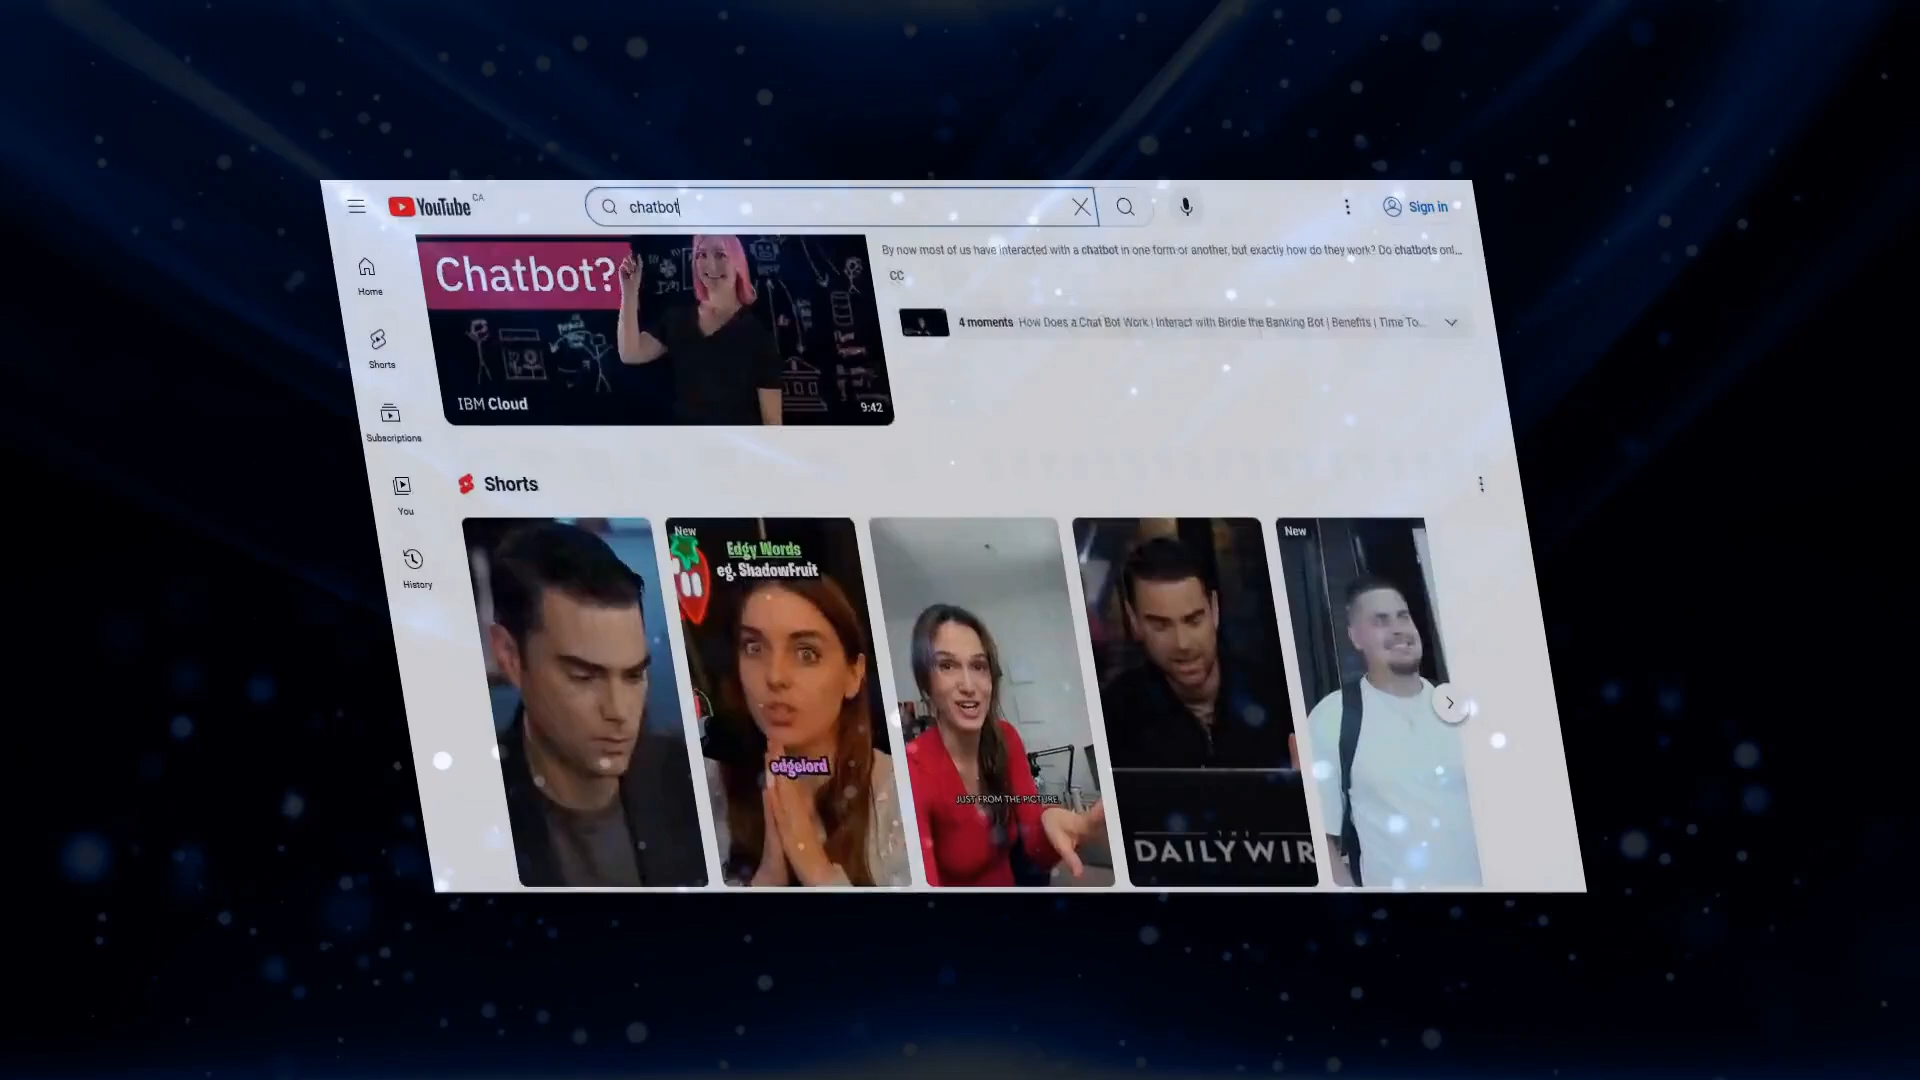 YouTube CA
chatbot
Sign in
Home
Shorts
Subscriptions
You
History
Chatbot?
IBM Cloud
9:42
By now most of us have interacted with a chatbot in one form or another, but exactly how do they work? Do chatbots onl...
CC
4 moments How Does a Chat Bot Work | Interact with Birdie the Banking Bot | Benefits | Time To...
Shorts
New
Edgy Words
eg. ShadowFruit
edgelord
JUST FROM THE PICTURE.
THE
DAILY WIR
New